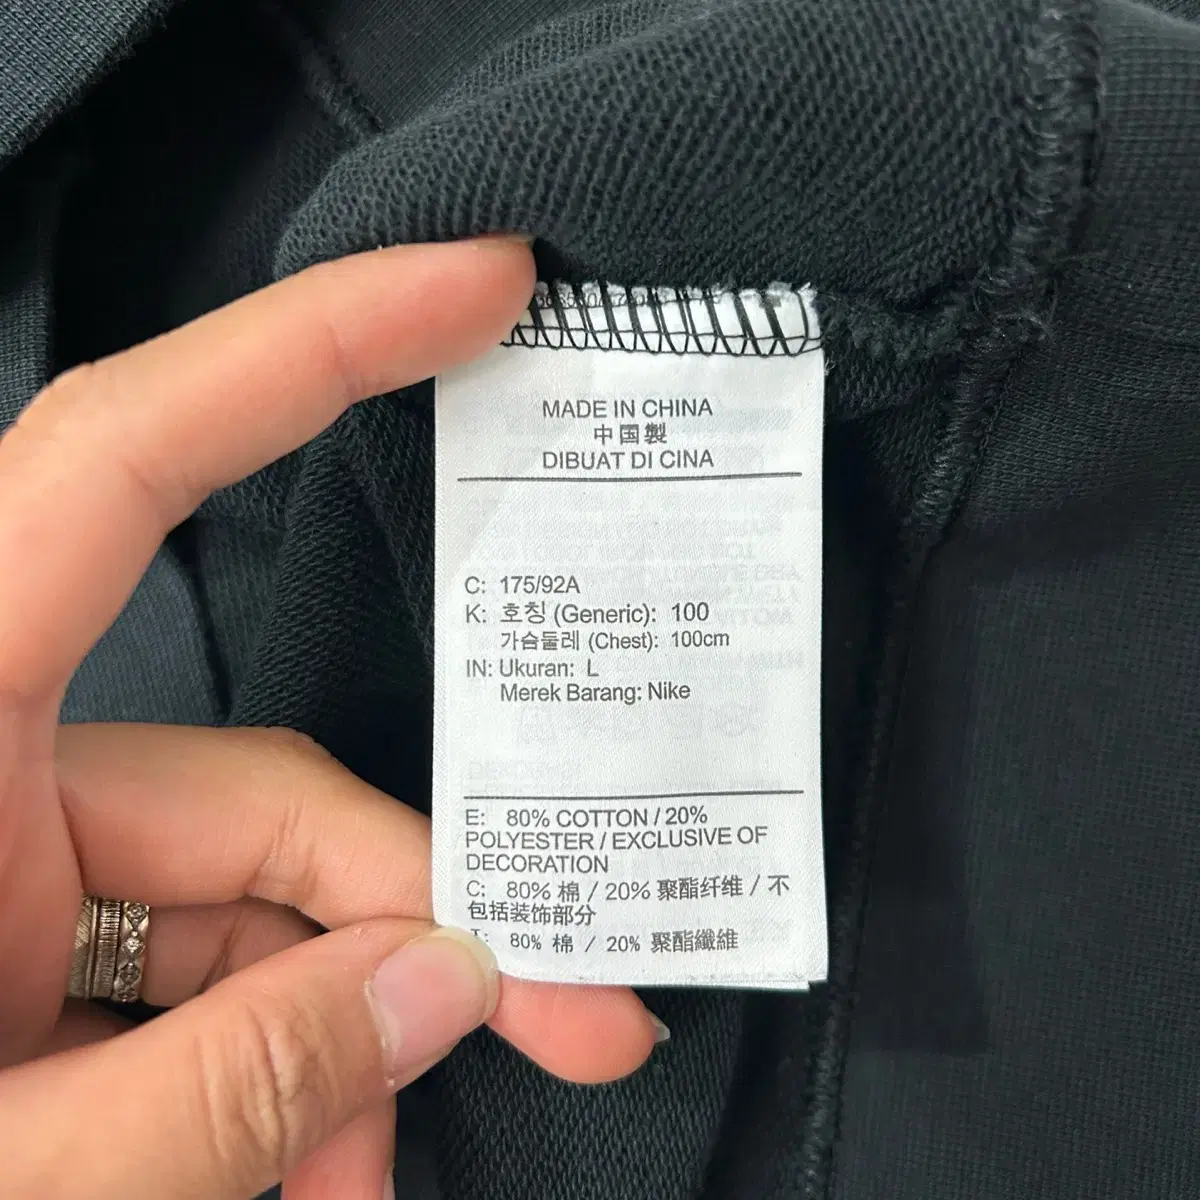 MADE IN CHINA
中国製
DIBUAT DI CINA
C: 175/92A
K: 호칭 (Generic): 100
가슴둘레 (Chest): 100cm
IN: Ukuran: L
Merek Barang: Nike
E: 80% COTTON / 20%
POLYESTER / EXCLUSIVE OF
DECORATION
C: 80% 棉 / 20% 聚酯纤维 / 不
包括装饰部分
T: 80% 棉 / 20% 聚酯纖維